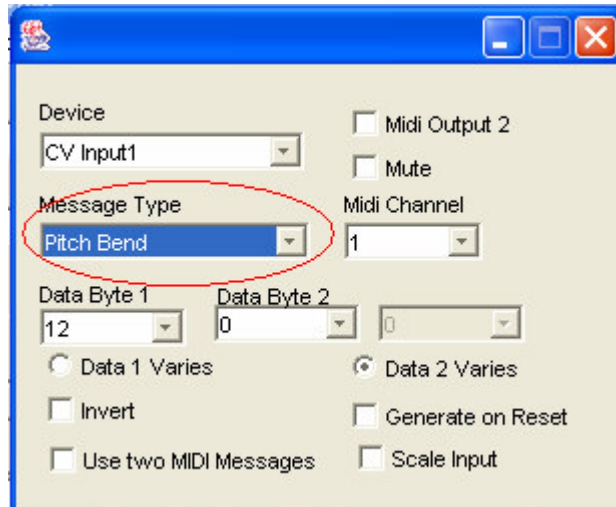 Device
Midi Output 2
CV Input1
Mute
Message Type
Midi Channel
Pitch Bend
1
Data Byte 1
Data Byte 2
12
0
0
Data 1 Varies
Data 2 Varies
Invert
Generate on Reset
Use two MIDI Messages
Scale Input